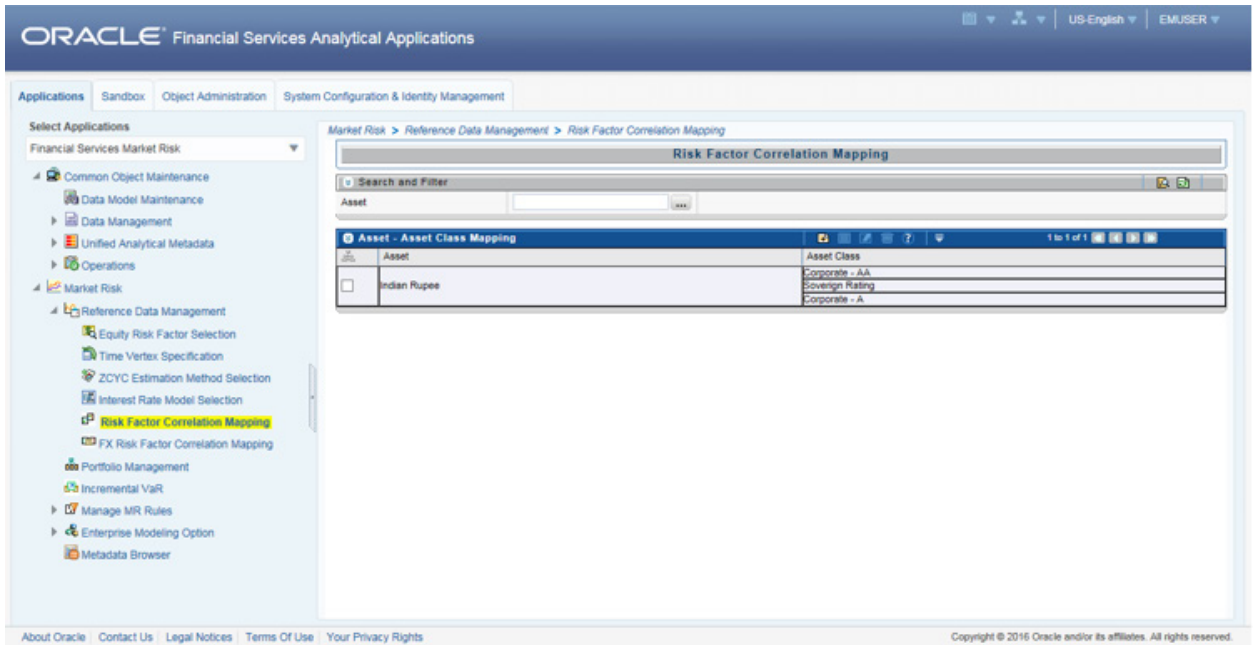 ORACLE® Financial Services Analytical Applications
US-English
EMUSER
Applications Sandbox Object Administration System Configuration & Identity Management
Select Applications
Financial Services Market Risk
Common Object Maintenance
Data Model Maintenance
Data Management
Unified Analytical Metadata
Operations
Market Risk
Reference Data Management
Equity Risk Factor Selection
Time Vertex Specification
ZCYC Estimation Method Selection
Interest Rate Model Selection
Risk Factor Correlation Mapping
FX Risk Factor Correlation Mapping
Portfolio Management
Incremental VaR
Manage MR Rules
Enterprise Modeling Option
Metadata Browser
Market Risk > Reference Data Management > Risk Factor Correlation Mapping
Risk Factor Correlation Mapping
Search and Filter
Asset
...
Asset - Asset Class Mapping
1 to 1 of 1
Asset Asset Class
Indian Rupee
Corporate - AA
Soverign Rating
Corporate - A
About Oracle Contact Us Legal Notices Terms Of Use Your Privacy Rights
Copyright © 2016 Oracle and/or its affiliates. All rights reserved.